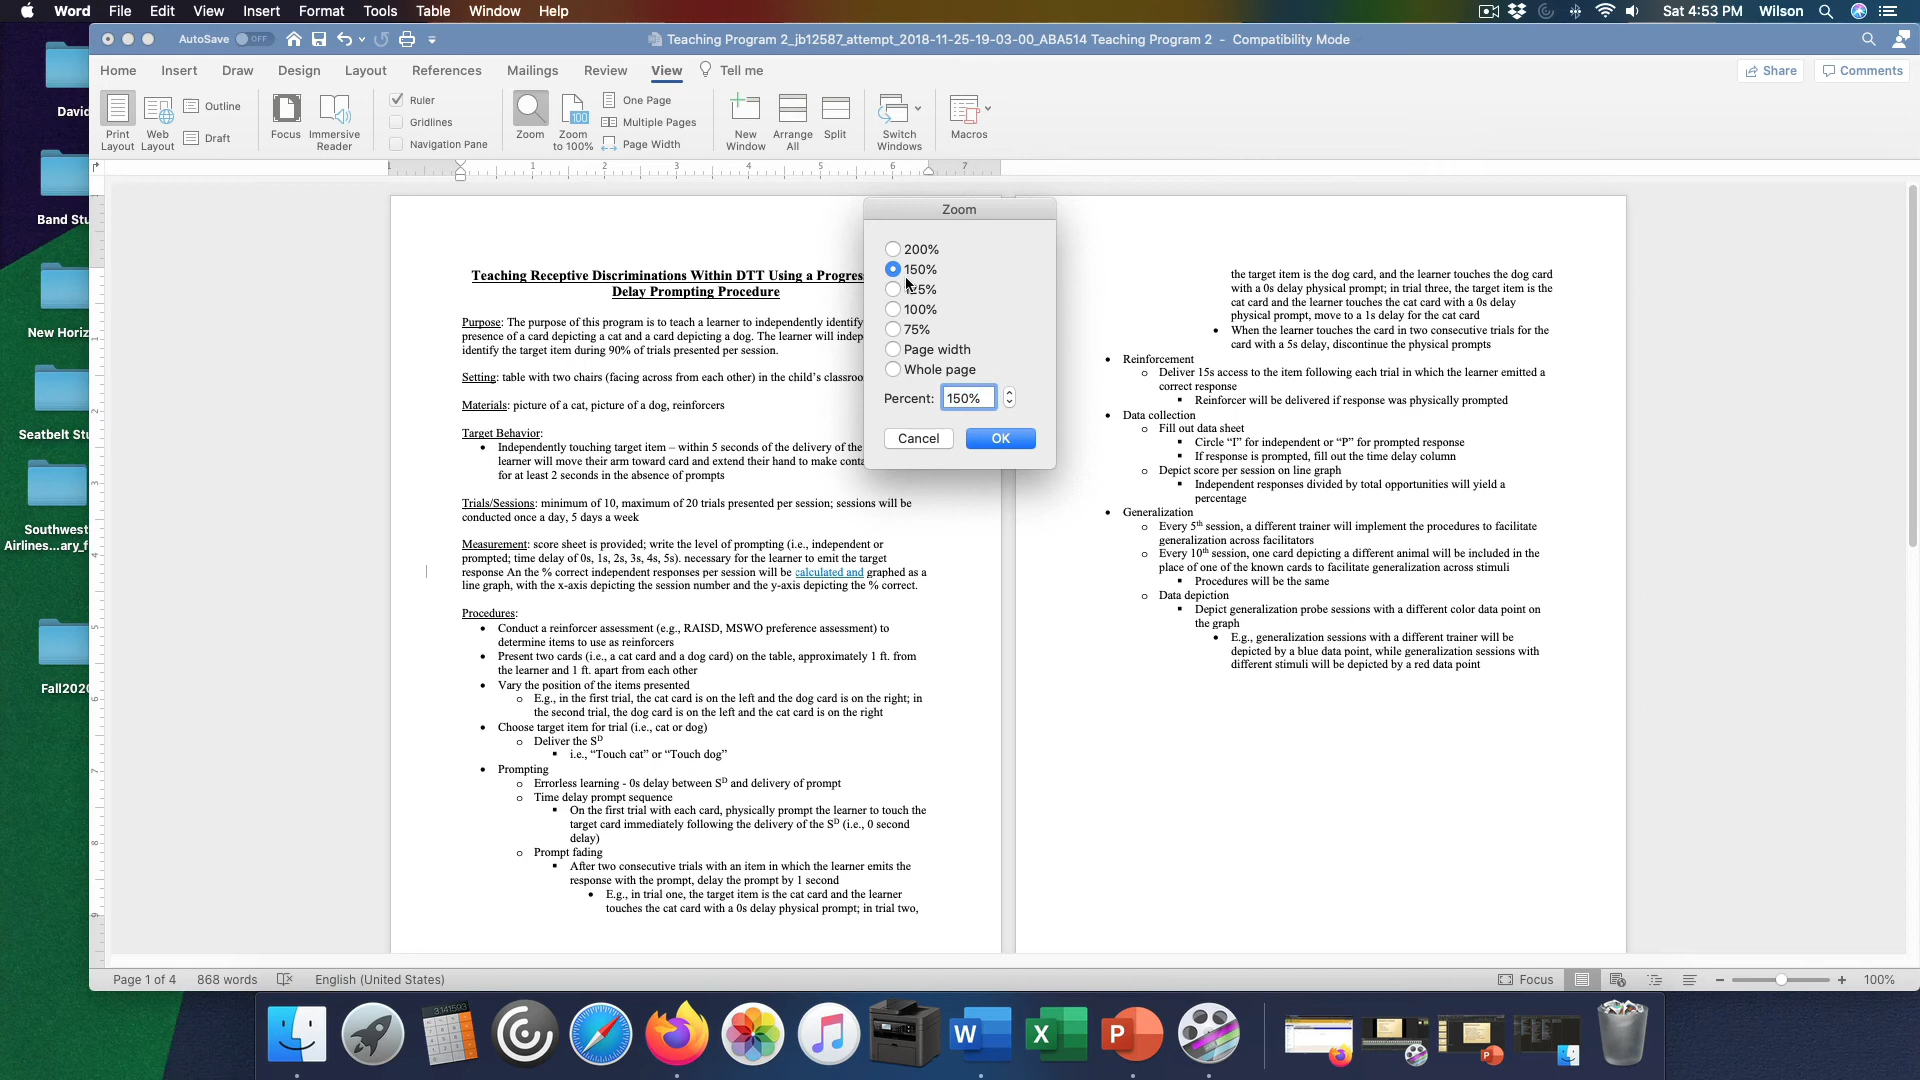 Word File Edit View Insert Format Tools Table Window Help
Sat 4:53 PM Wilson
AutoSave OFF
Teaching Program 2_jb12587_attempt_2018-11-25-19-03-00_ABA514 Teaching Program 2 - Compatibility Mode
Home Insert Draw Design Layout References Mailings Review View Tell me
Share Comments
Print Layout
Web Layout
Outline
Draft
Focus
Immersive Reader
Ruler
Gridlines
Navigation Pane
Zoom
100
Zoom to 100%
One Page
Multiple Pages
Page Width
New Window
Arrange All
Split
Switch Windows
Macros
1 1 2 3 4 5 6 7
David
Band Stu
New Horiz
Seatbelt Stu
Southwest
Airlines...ary_f
Fall2020
Teaching Receptive Discriminations Within DTT Using a Progres
Delay Prompting Procedure
Purpose: The purpose of this program is to teach a learner to independently identify
presence of a card depicting a cat and a card depicting a dog. The learner will indep
identify the target item during 90% of trials presented per session.
Setting: table with two chairs (facing across from each other) in the child's classroo
Materials: picture of a cat, picture of a dog, reinforcers
Target Behavior:
• Independently touching target item – within 5 seconds of the delivery of the
learner will move their arm toward card and extend their hand to make conta
for at least 2 seconds in the absence of prompts
Trials/Sessions: minimum of 10, maximum of 20 trials presented per session; sessions will be
conducted once a day, 5 days a week
Measurement: score sheet is provided; write the level of prompting (i.e., independent or
prompted; time delay of 0s, 1s, 2s, 3s, 4s, 5s). necessary for the learner to emit the target
response An the % correct independent responses per session will be calculated and graphed as a
line graph, with the x-axis depicting the session number and the y-axis depicting the % correct.
Procedures:
• Conduct a reinforcer assessment (e.g., RAISD, MSWO preference assessment) to
determine items to use as reinforcers
• Present two cards (i.e., a cat card and a dog card) on the table, approximately 1 ft. from
the learner and 1 ft. apart from each other
• Vary the position of the items presented
o E.g., in the first trial, the cat card is on the left and the dog card is on the right; in
the second trial, the dog card is on the left and the cat card is on the right
• Choose target item for trial (i.e., cat or dog)
o Deliver the SD
▪ i.e., “Touch cat” or “Touch dog”
• Prompting
o Errorless learning - 0s delay between SD and delivery of prompt
o Time delay prompt sequence
▪ On the first trial with each card, physically prompt the learner to touch the
target card immediately following the delivery of the SD (i.e., 0 second
delay)
o Prompt fading
▪ After two consecutive trials with an item in which the learner emits the
response with the prompt, delay the prompt by 1 second
• E.g., in trial one, the target item is the cat card and the learner
touches the cat card with a 0s delay physical prompt; in trial two,
Zoom
200%
150%
125%
100%
75%
Page width
Whole page
Percent: 150%
Cancel OK
the target item is the dog card, and the learner touches the dog card
with a 0s delay physical prompt; in trial three, the target item is the
cat card and the learner touches the cat card with a 0s delay
physical prompt, move to a 1s delay for the cat card
• When the learner touches the card in two consecutive trials for the
card with a 5s delay, discontinue the physical prompts
• Reinforcement
o Deliver 15s access to the item following each trial in which the learner emitted a
correct response
▪ Reinforcer will be delivered if response was physically prompted
• Data collection
o Fill out data sheet
▪ Circle “I” for independent or “P” for prompted response
▪ If response is prompted, fill out the time delay column
o Depict score per session on line graph
▪ Independent responses divided by total opportunities will yield a
percentage
• Generalization
o Every 5th session, a different trainer will implement the procedures to facilitate
generalization across facilitators
o Every 10th session, one card depicting a different animal will be included in the
place of one of the known cards to facilitate generalization across stimuli
▪ Procedures will be the same
o Data depiction
▪ Depict generalization probe sessions with a different color data point on
the graph
• E.g., generalization sessions with a different trainer will be
depicted by a blue data point, while generalization sessions with
different stimuli will be depicted by a red data point
Page 1 of 4 868 words English (United States)
Focus 100%
3.141593
W X P